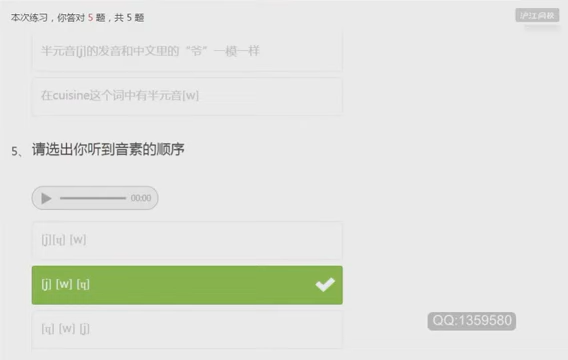 本次练习，你答对 5 题，共 5 题
沪江网校
半元音[j]的发音和中文里的“爷”一模一样
在cuisine这个词中有半元音[w]
5、请选出你听到音素的顺序
00:00
[j][ɥ] [w]
[j] [w] [ɥ]
QQ:1359580
[ɥ] [w] [j]